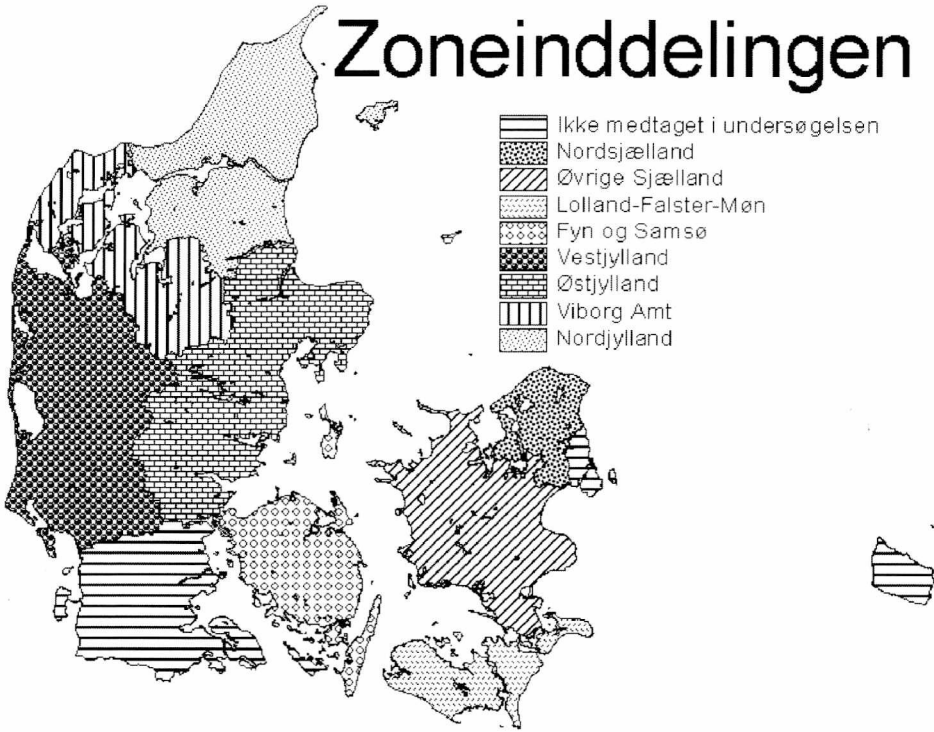 Zoneinddelingen
Ikke medtaget i undersøgelsen
Nordsjælland
Øvrige Sjælland
Lolland-Falster-Møn
Fyn og Samsø
Vestjylland
Østjylland
Viborg Amt
Nordjylland